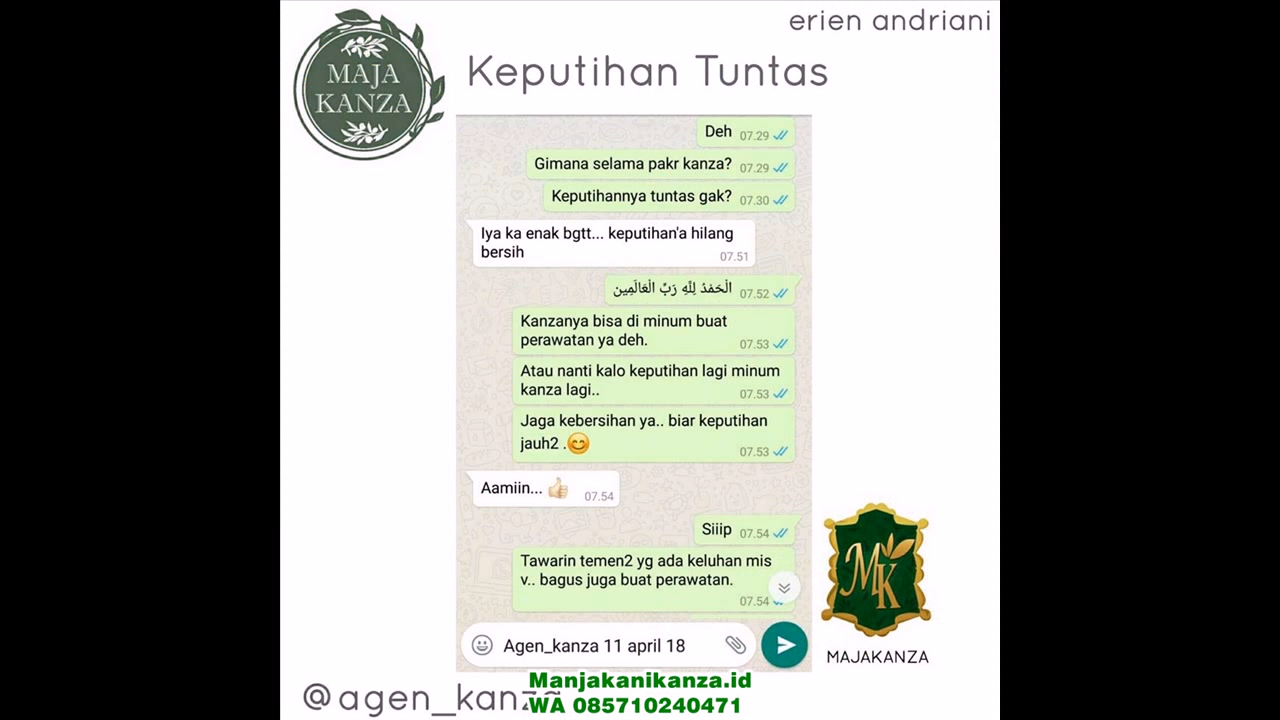 erien andriani
MAJA
KANZA
Keputihan Tuntas
Deh 07.29
Gimana selama pakr kanza? 07.29
Keputihannya tuntas gak? 07.30
Iya ka enak bgtt... keputihan'a hilang
bersih 07.51
الْحَمْدُ لِلَّهِ رَبِّ الْعَالَمِين 07.52
Kanzanya bisa di minum buat
perawatan ya deh. 07.53
Atau nanti kalo keputihan lagi minum
kanza lagi.. 07.53
Jaga kebersihan ya.. biar keputihan
jauh2 .😊 07.53
Aamiin... 👍🏻 07.54
Siiip 07.54
Tawarin temen2 yg ada keluhan mis
v.. bagus juga buat perawatan.
07.54
Agen_kanza 11 april 18
MK
MAJAKANZA
@agen_kanza
Manjakanikanza.id
WA 085710240471